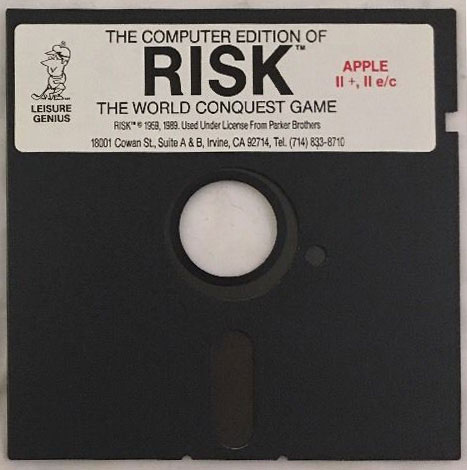 THE COMPUTER EDITION OF
RISK™
THE WORLD CONQUEST GAME
RISK™ © 1959, 1989. Used Under License From Parker Brothers
18001 Cowan St., Suite A & B, Irvine, CA 92714, Tel. (714) 833-8710
LEISURE
GENIUS
APPLE
II +, II e/c